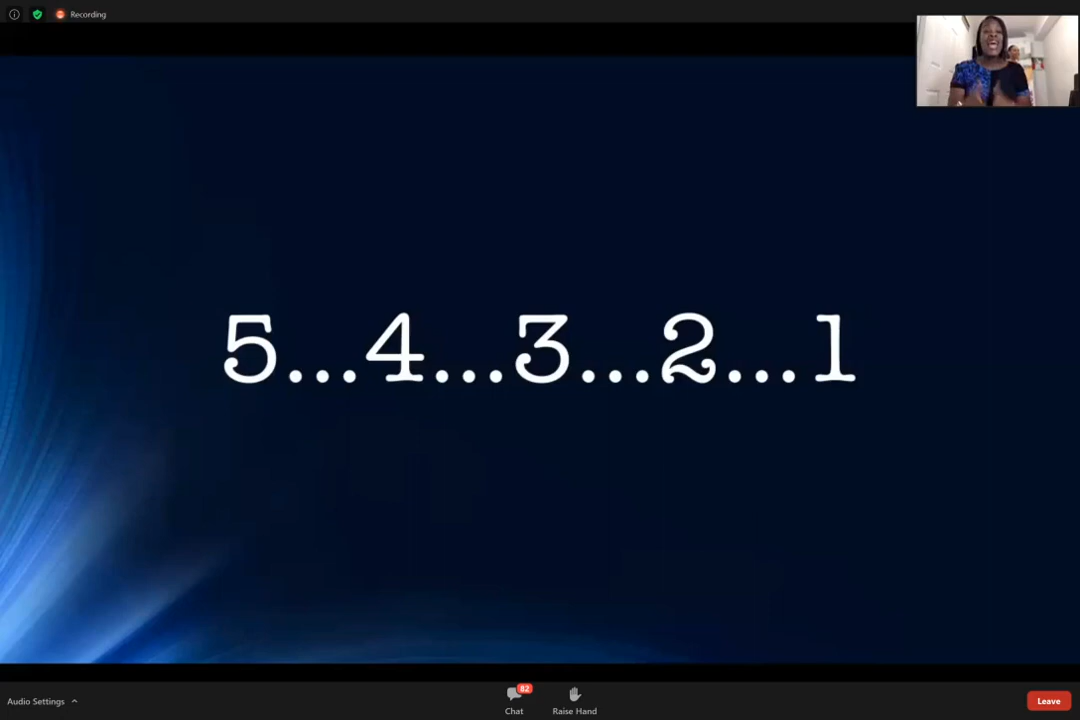 Recording
5...4...3...2...1
Audio Settings
82
Chat
Raise Hand
Leave